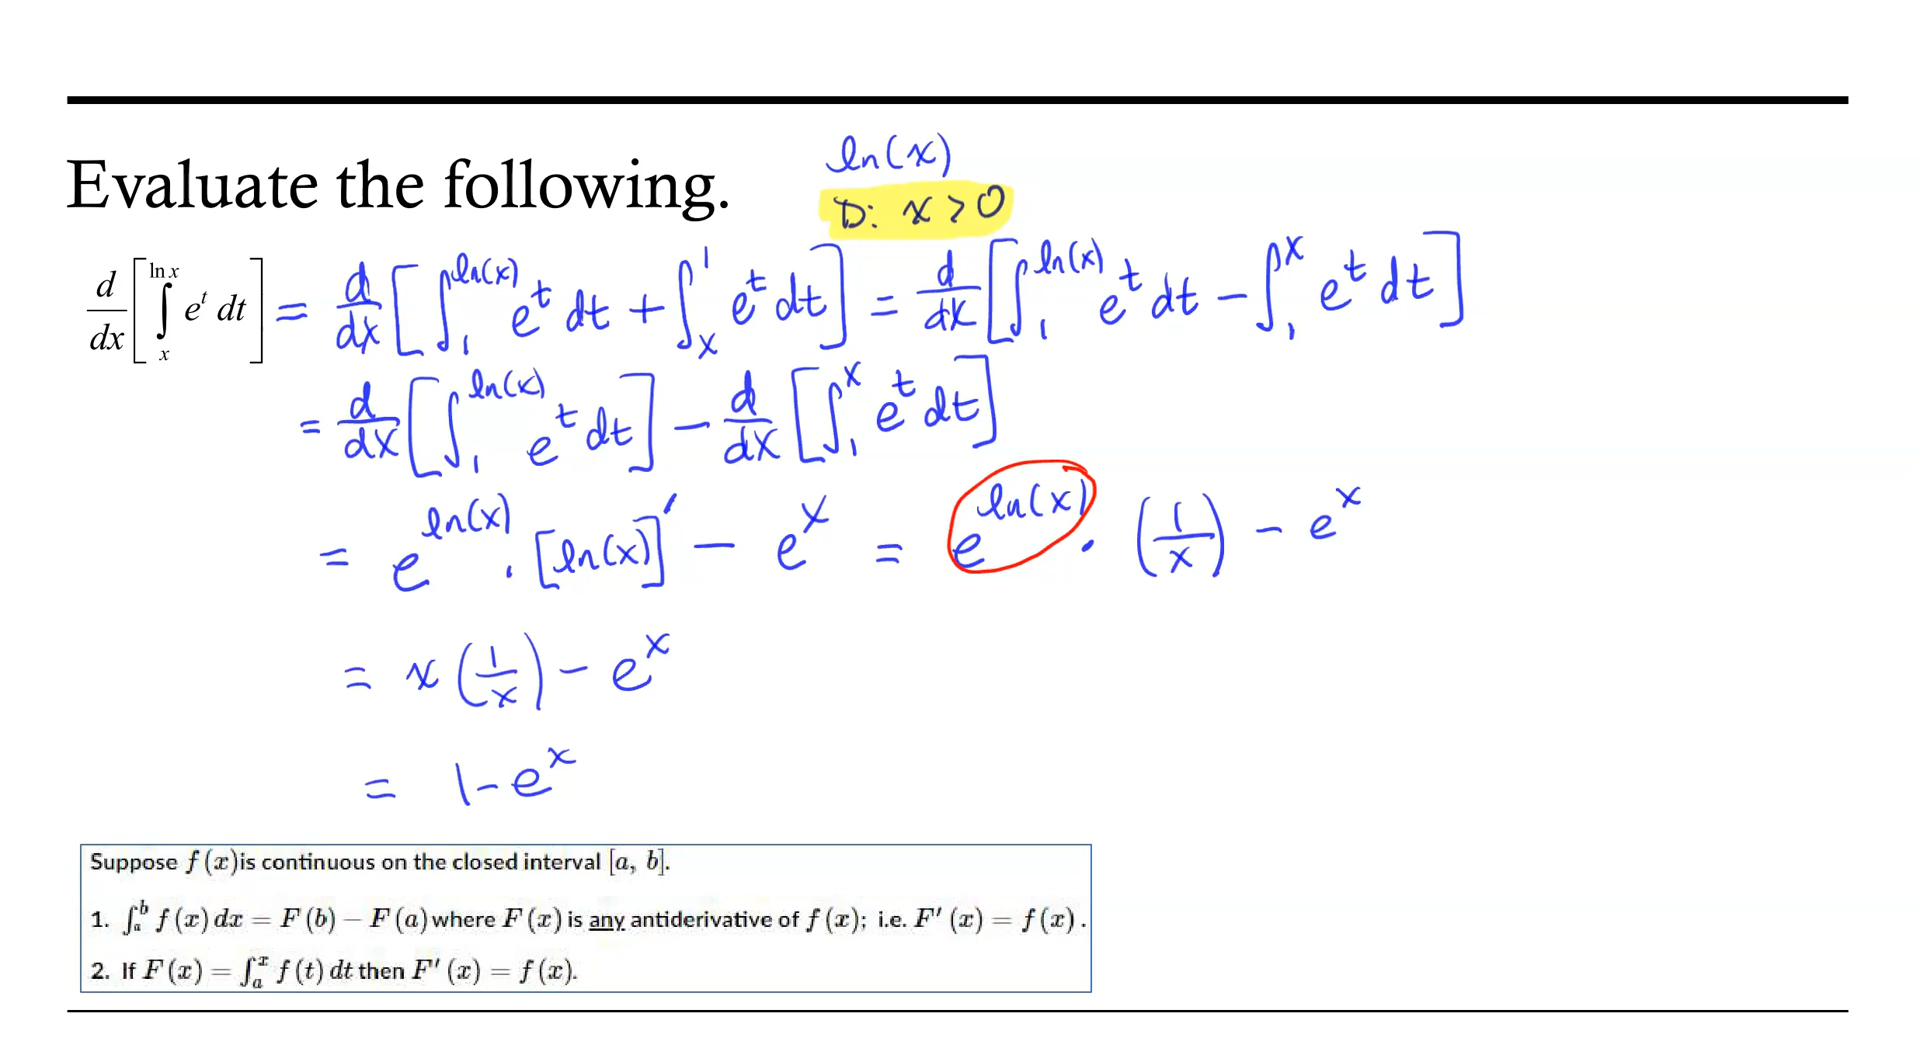 ln(x)
Evaluate the following.
D: x > 0
d/dx [∫_x^{ln x} e^t dt] = d/dx [∫_1^{ln(x)} e^t dt + ∫_x^1 e^t dt] = d/dx [∫_1^{ln(x)} e^t dt − ∫_1^x e^t dt]
= d/dx [∫_1^{ln(x)} e^t dt] − d/dx [∫_1^x e^t dt]
= e^{ln(x)} · [ln(x)]′ − e^x = e^{ln(x)} · (1/x) − e^x
= x(1/x) − e^x
= 1 − e^x
Suppose f(x)is continuous on the closed interval [a, b].
1. ∫_a^b f(x) dx = F(b) − F(a) where F(x) is any antiderivative of f(x); i.e. F′(x) = f(x).
2. If F(x) = ∫_a^x f(t) dt then F′(x) = f(x).